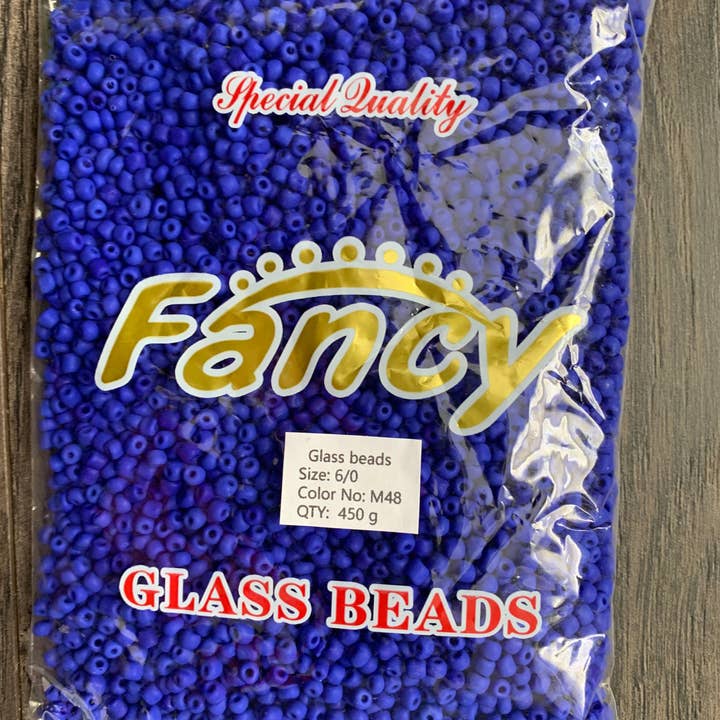 Special Quality
Fancy
Glass beads
Size: 6/0
Color No: M48
QTY: 450 g
GLASS BEADS